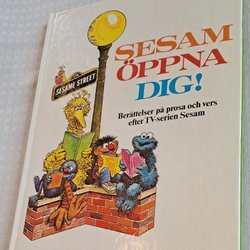 SESAME STREET
SESAM
ÖPPNA
DIG!
Berättelser på prosa och vers
efter TV-serien Sesam